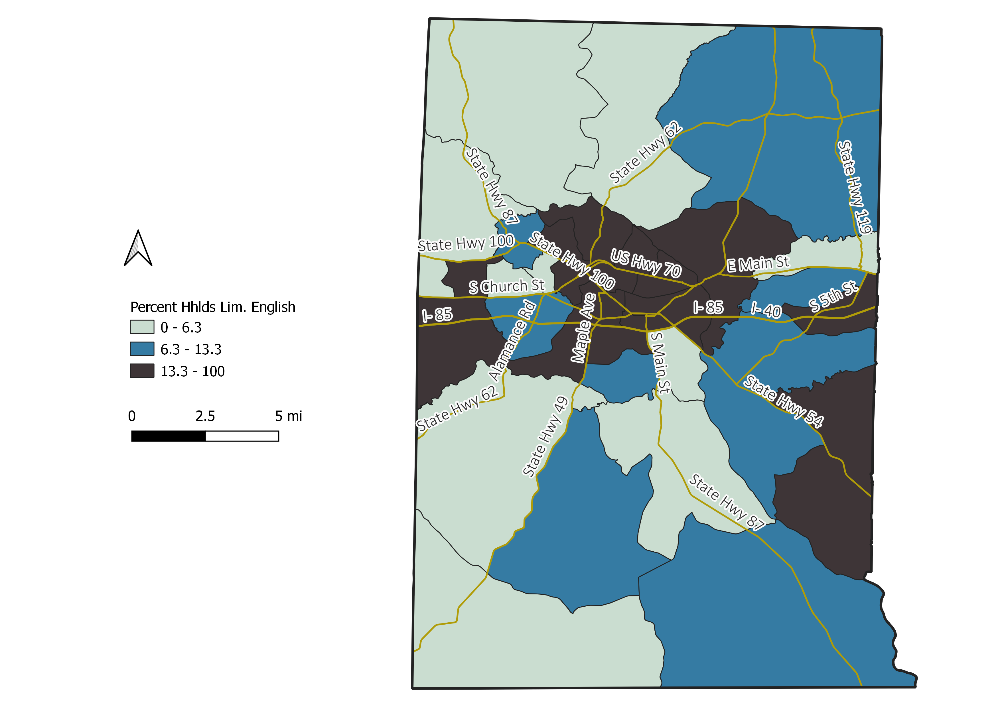 State Hwy 62
State Hwy 87
State Hwy 119
State Hwy 100
State Hwy 100
US Hwy 70
E Main St
S Church St
S 5th St
I- 85
I- 85
I- 40
Maple Ave
Alamance Rd
S Main St
State Hwy 62
State Hwy 49
State Hwy 54
State Hwy 87
Percent Hhlds Lim. English
0 - 6.3
6.3 - 13.3
13.3 - 100
0 2.5 5 mi